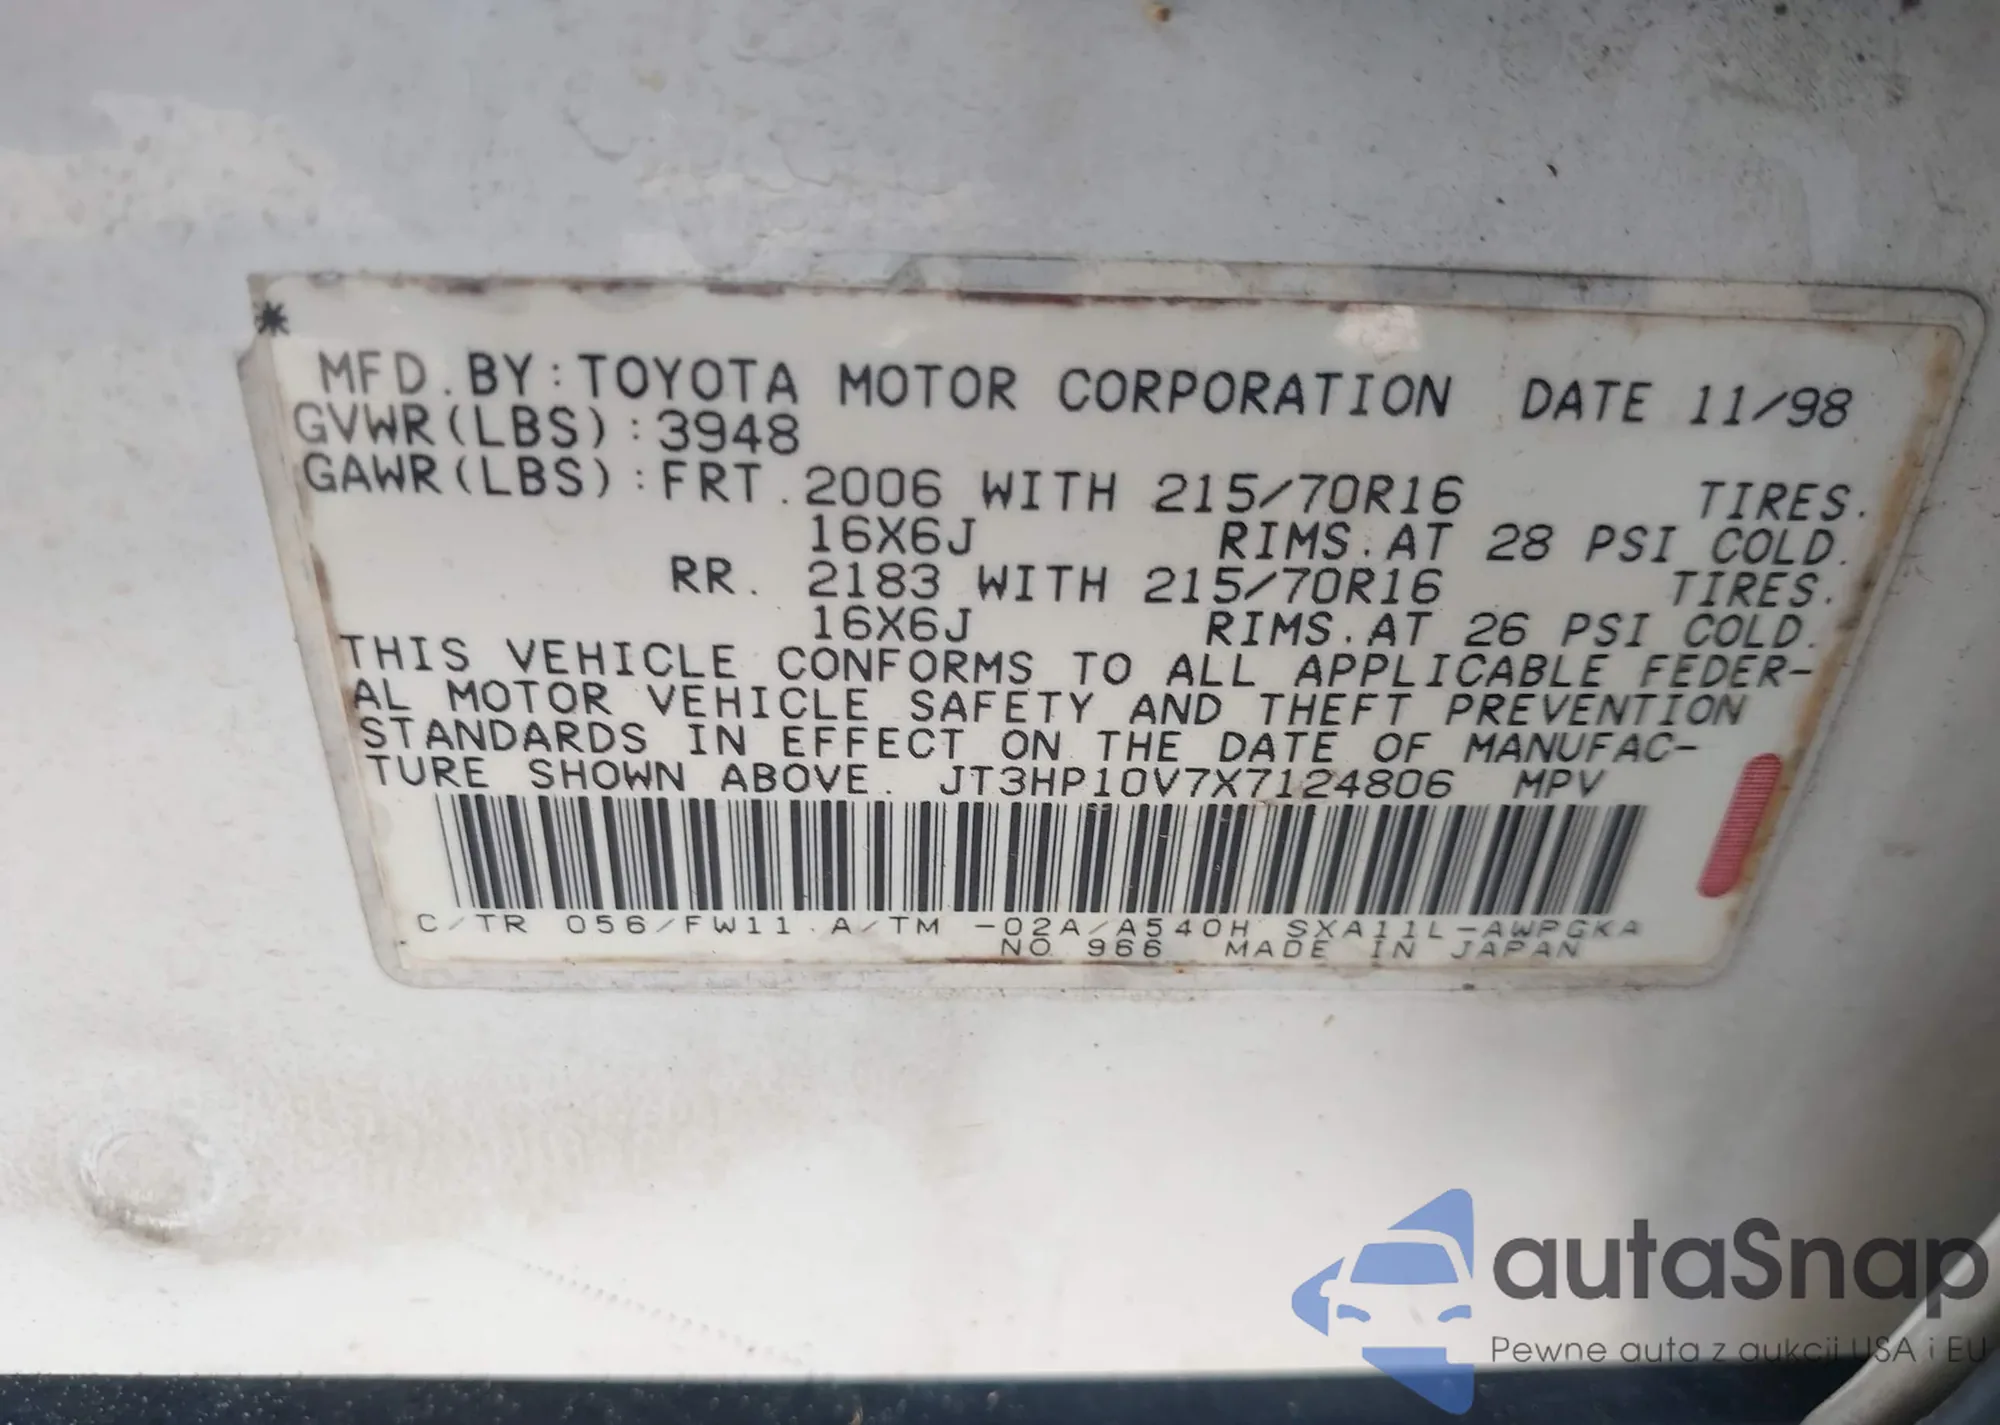 *
MFD.BY:TOYOTA MOTOR CORPORATION DATE 11/98
GVWR(LBS):3948
GAWR(LBS):FRT.2006 WITH 215/70R16 TIRES.
16X6J RIMS.AT 28 PSI COLD.
RR. 2183 WITH 215/70R16 TIRES.
16X6J RIMS.AT 26 PSI COLD.
THIS VEHICLE CONFORMS TO ALL APPLICABLE FEDER-
AL MOTOR VEHICLE SAFETY AND THEFT PREVENTION
STANDARDS IN EFFECT ON THE DATE OF MANUFAC-
TURE SHOWN ABOVE. JT3HP10V7X7124806 MPV
C/TR 056/FW11 A/TM -02A/A540H SXA11L-AWPGKA
NO. 966 MADE IN JAPAN
autaSnap
Pewne auta z aukcji USA i EU